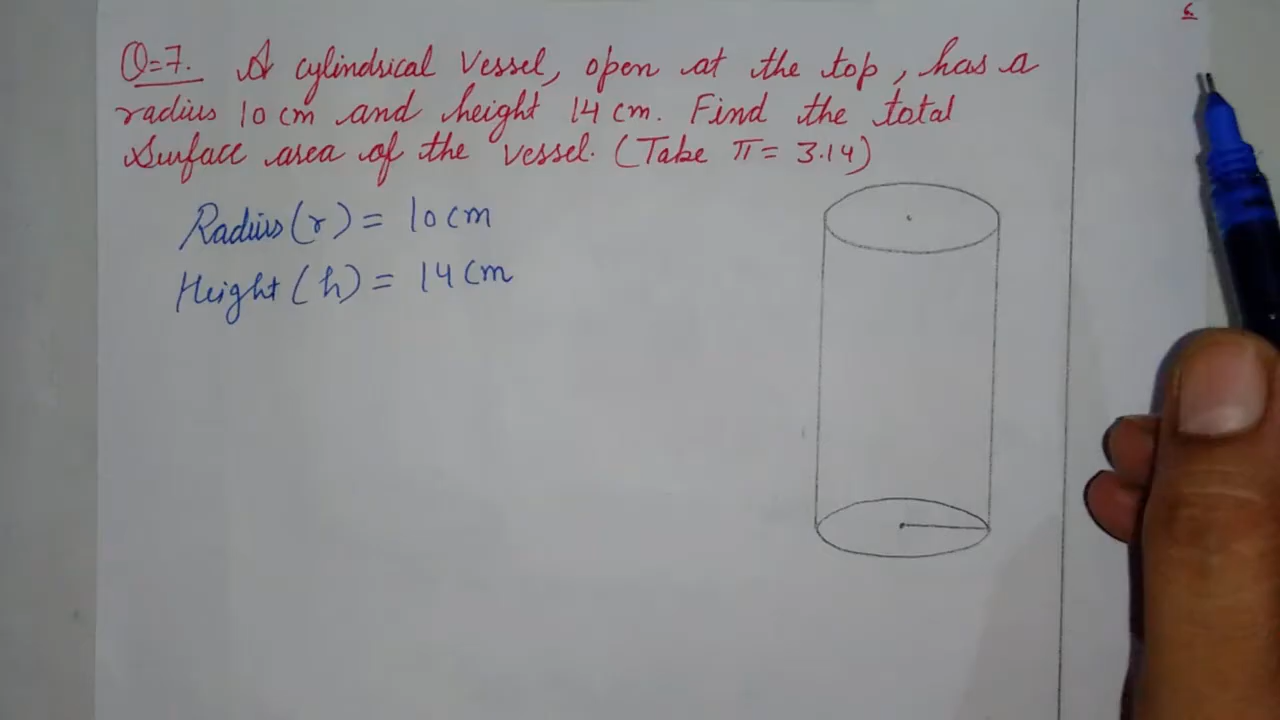 Q=7. A cylindrical vessel, open at the top, has a
radius 10 cm and height 14 cm. Find the total
Surface area of the vessel. (Take π = 3.14)
Radius(r) = 10 cm
Height(h) = 14 cm
6.